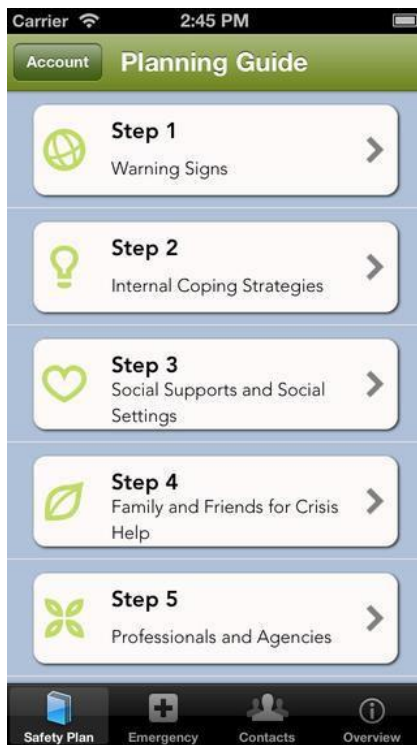 Carrier 2:45 PM
Account Planning Guide
Step 1
Warning Signs
Step 2
Internal Coping Strategies
Step 3
Social Supports and Social
Settings
Step 4
Family and Friends for Crisis
Help
Step 5
Professionals and Agencies
Safety Plan Emergency Contacts Overview